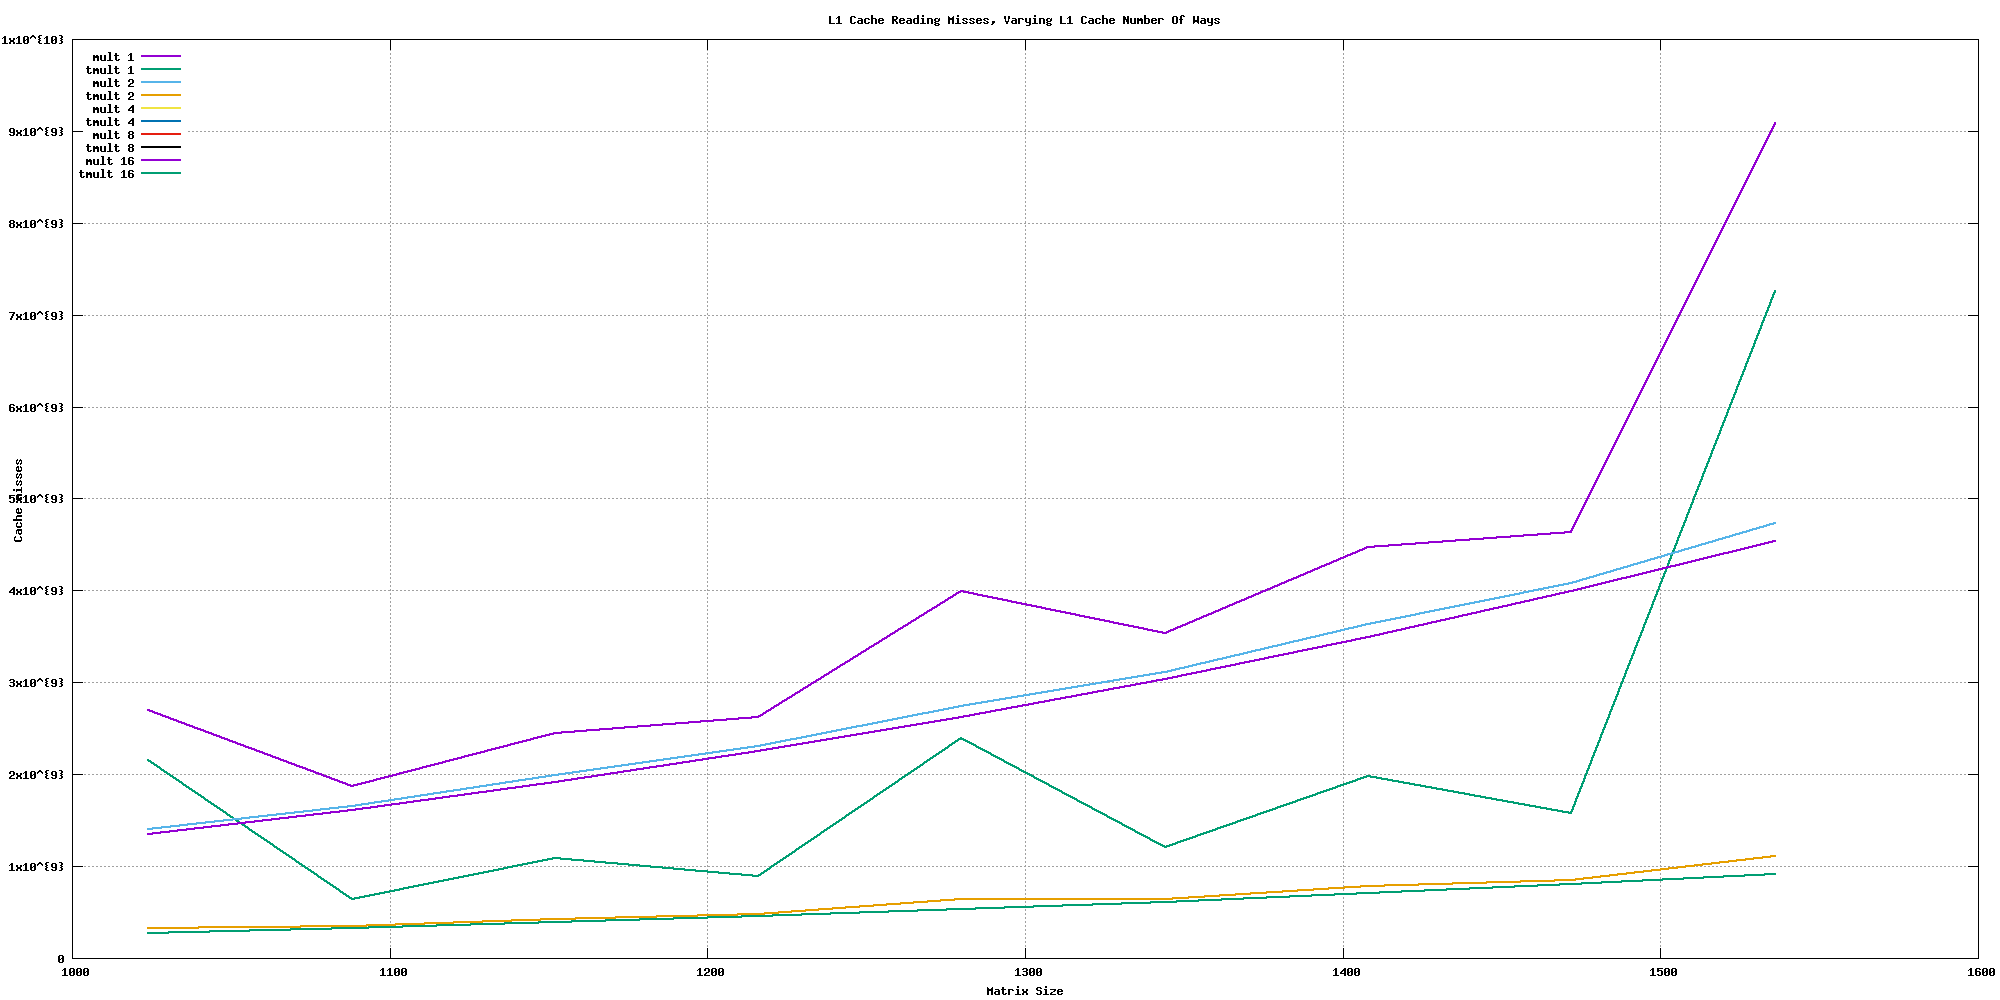 L1 Cache Reading Misses, Varying L1 Cache Number Of Ways
1x10^{10}
9x10^{9}
8x10^{9}
7x10^{9}
6x10^{9}
5x10^{9}
4x10^{9}
3x10^{9}
2x10^{9}
1x10^{9}
0
Cache Misses
mult 1
tmult 1
mult 2
tmult 2
mult 4
tmult 4
mult 8
tmult 8
mult 16
tmult 16
1000 1100 1200 1300 1400 1500 1600
Matrix Size